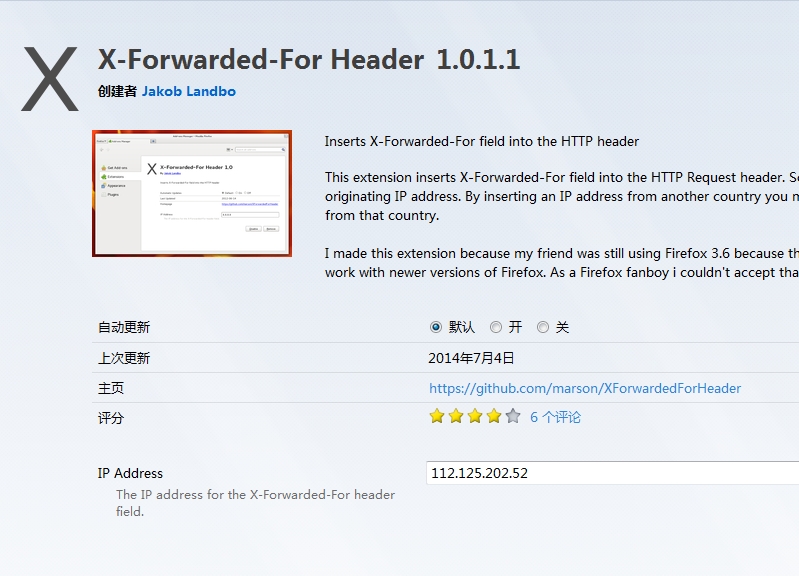 X-Forwarded-For Header 1.0.1.1
创建者 Jakob Landbo
X-Forwarded-For Header 1.0
Inserts X-Forwarded-For field into the HTTP header
This extension inserts X-Forwarded-For field into the HTTP Request header.
originating IP address. By inserting an IP address from another country you
from that country.
I made this extension because my friend was still using Firefox 3.6 because
work with newer versions of Firefox. As a Firefox fanboy i couldn't accept
自动更新 默认 开 关
上次更新 2014年7月4日
主页 https://github.com/marson/XForwardedForHeader
评分 6 个评论
IP Address 112.125.202.52
The IP address for the X-Forwarded-For header
field.